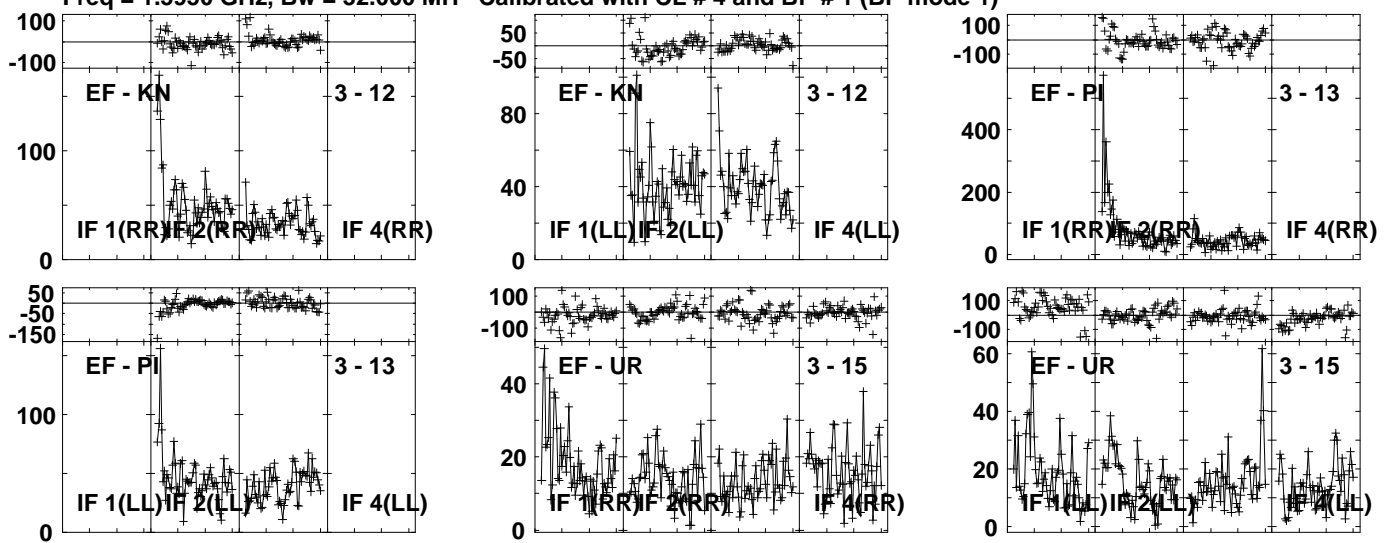 Freq = GHz, Bw = MH Calibrated with CL # 4 and BP # 1 (BP mode 1)
100
-100
EF - KN
3 - 12
100
0
IF 1(RR)
IF 2(RR)
IF 4(RR)
50
-50
EF - KN
3 - 12
80
40
0
IF 1(LL)
IF 2(LL)
IF 4(LL)
100
-100
EF - PI
3 - 13
400
200
0
IF 1(RR)
IF 2(RR)
IF 4(RR)
50
-50
-150
EF - PI
3 - 13
100
0
IF 1(LL)
IF 2(LL)
IF 4(LL)
100
-100
EF - UR
3 - 15
40
20
0
IF 1(RR)
IF 2(RR)
IF 4(RR)
100
-100
EF - UR
3 - 15
60
40
20
0
IF 1(LL)
IF 2(LL)
IF 4(LL)